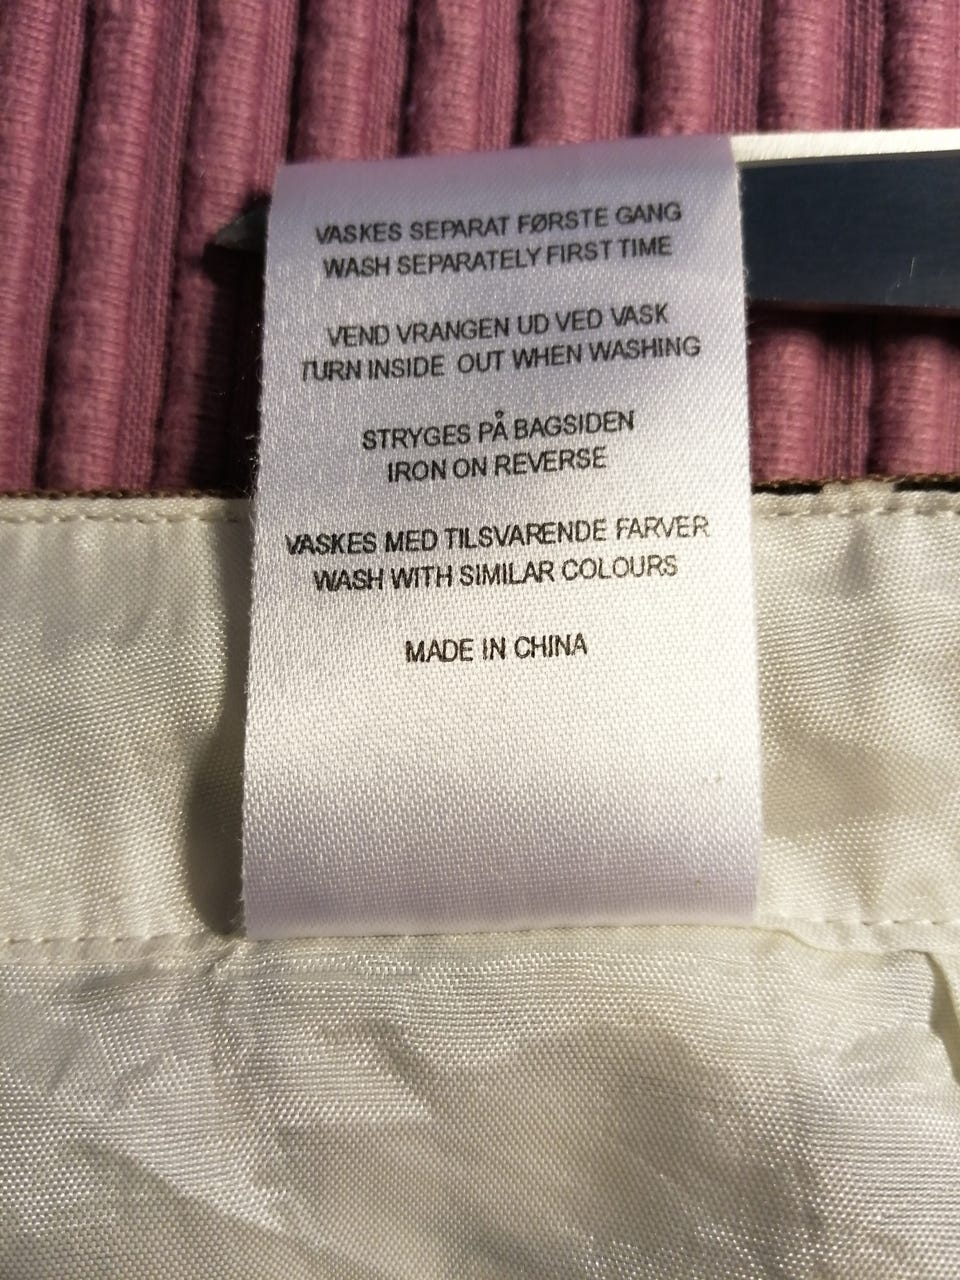 VASKES SEPARAT FØRSTE GANG
WASH SEPARATELY FIRST TIME
VEND VRANGEN UD VED VASK
TURN INSIDE OUT WHEN WASHING
STRYGES PÅ BAGSIDEN
IRON ON REVERSE
VASKES MED TILSVARENDE FARVER
WASH WITH SIMILAR COLOURS
MADE IN CHINA